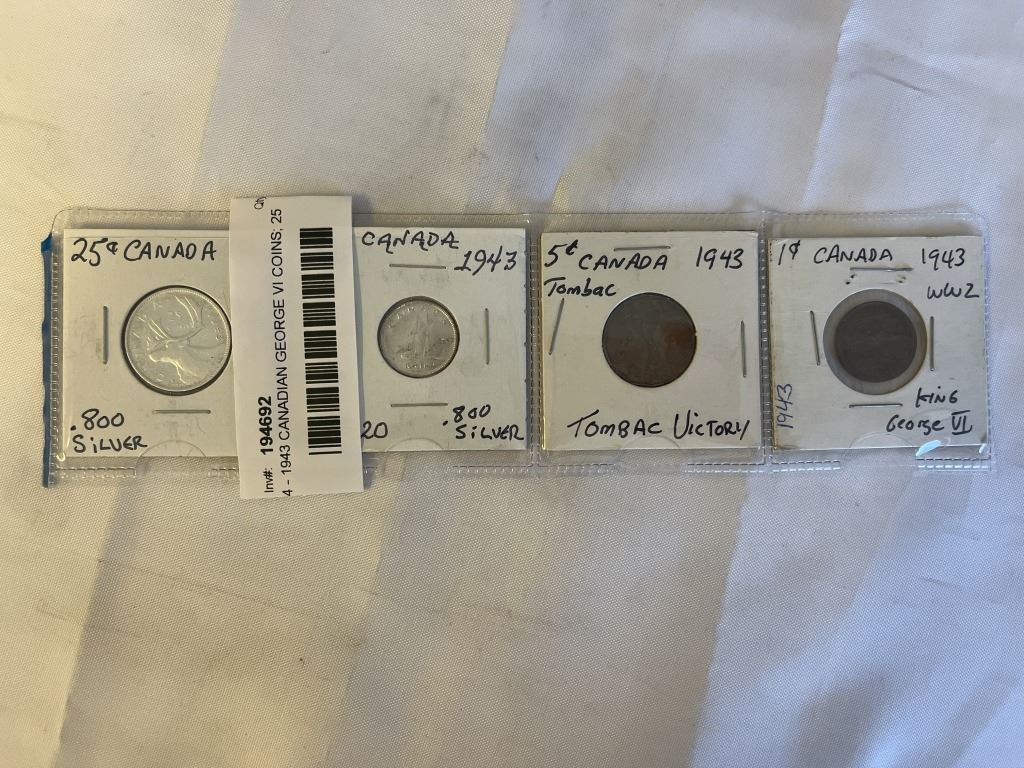 25¢ CANADA
.800
SILVER
Inv#: 194692
4 - 1943 CANADIAN GEORGE VI COINS; 25
CANADA
1943
20
.800
SILVER
5¢ CANADA 1943
Tombac
TOMBAC VICTORY
1¢ CANADA 1943
WW2
1943
KING
George VI